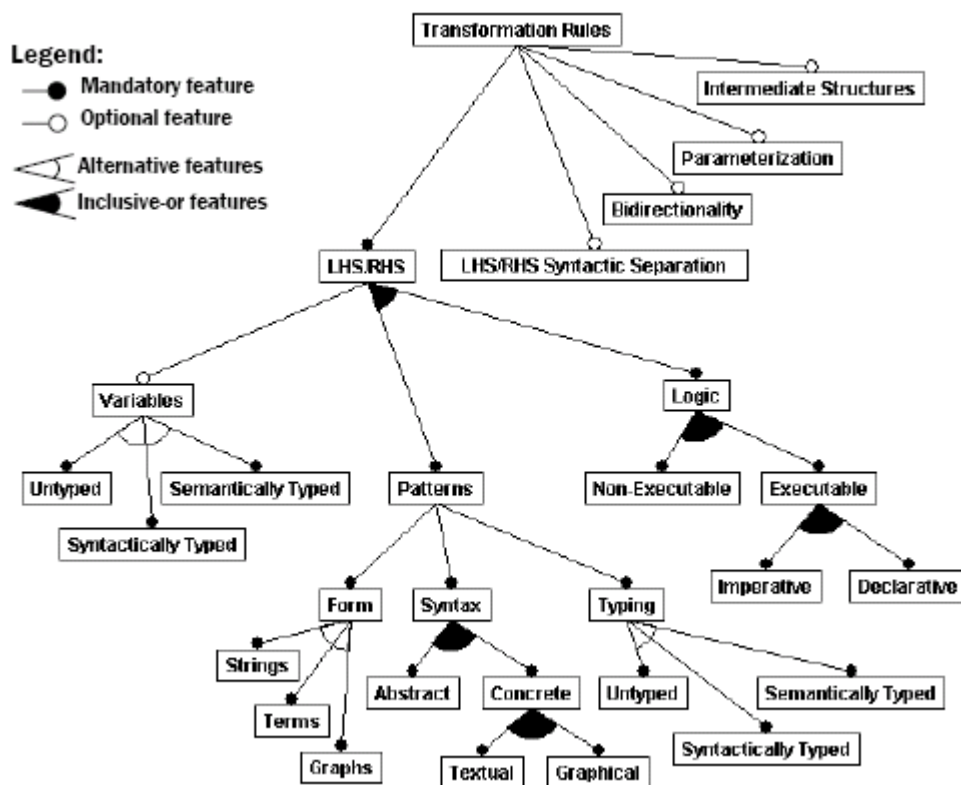 Transformation Rules
Legend:
Mandatory feature
Optional feature
Alternative features
Inclusive-or features
Intermediate Structures
Parameterization
Bidirectionality
LHS/RHS
LHS/RHS Syntactic Separation
Variables
Logic
Untyped
Semantically Typed
Patterns
Non-Executable
Executable
Syntactically Typed
Imperative
Declarative
Form
Syntax
Typing
Strings
Abstract
Concrete
Untyped
Semantically Typed
Terms
Syntactically Typed
Graphs
Textual
Graphical